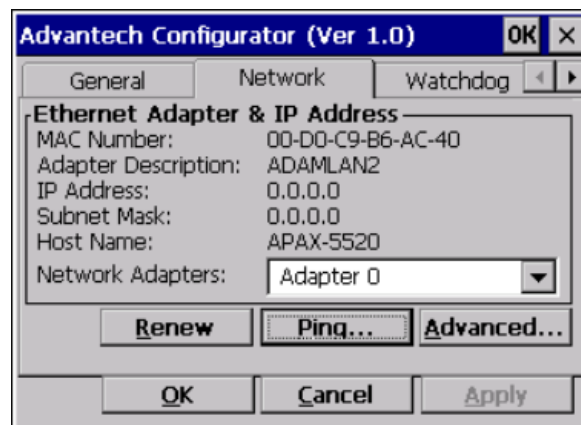 Advantech Configurator (Ver 1.0) OK ×
General Network Watchdog
Ethernet Adapter & IP Address
MAC Number: 00-D0-C9-B6-AC-40
Adapter Description: ADAMLAN2
IP Address: 0.0.0.0
Subnet Mask: 0.0.0.0
Host Name: APAX-5520
Network Adapters: Adapter 0
Renew Ping... Advanced...
OK Cancel Apply